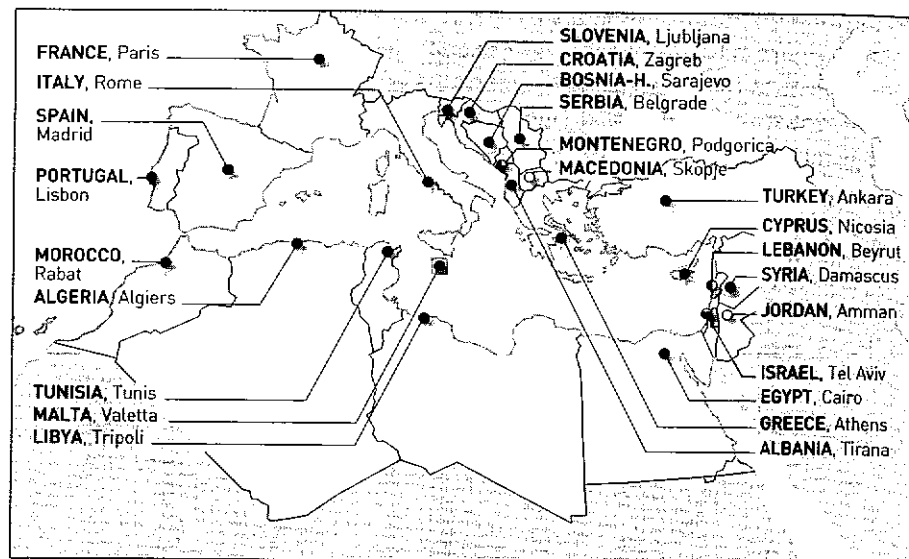 FRANCE, Paris
ITALY, Rome
SPAIN,
Madrid
PORTUGAL,
Lisbon
MOROCCO,
Rabat
ALGERIA, Algiers
TUNISIA, Tunis
MALTA, Valetta
LIBYA, Tripoli
SLOVENIA, Ljubljana
CROATIA, Zagreb
BOSNIA-H., Sarajevo
SERBIA, Belgrade
MONTENEGRO, Podgorica
MACEDONIA, Skopje
TURKEY, Ankara
CYPRUS, Nicosia
LEBANON, Beyrut
SYRIA, Damascus
JORDAN, Amman
ISRAEL, Tel Aviv
EGYPT, Cairo
GREECE, Athens
ALBANIA, Tirana